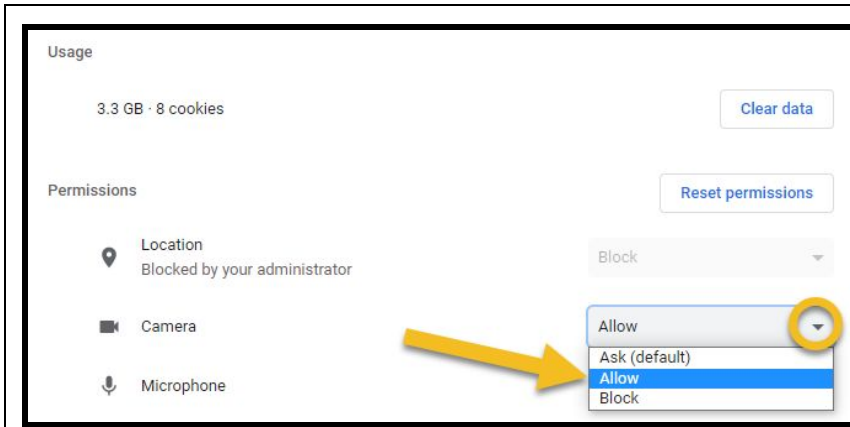 Usage
3.3 GB · 8 cookies
Clear data
Permissions
Reset permissions
Location
Blocked by your administrator
Block
Camera
Allow
Ask (default)
Allow
Block
Microphone